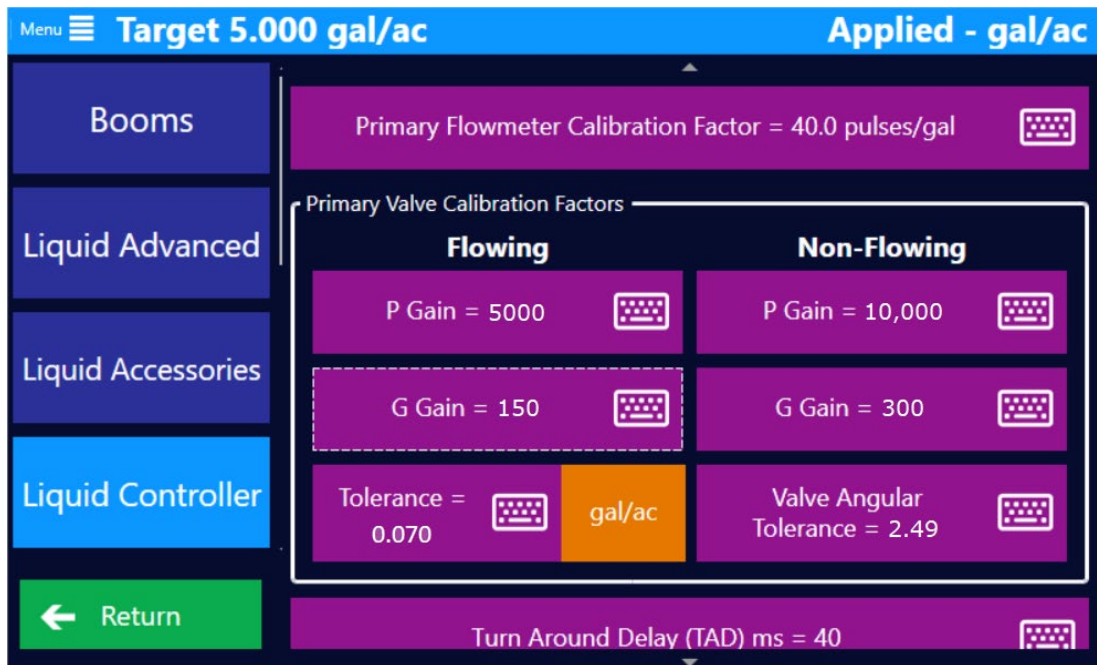 Menu Target 5.000 gal/ac Applied - gal/ac
Booms
Liquid Advanced
Liquid Accessories
Liquid Controller
Return
Primary Flowmeter Calibration Factor = 40.0 pulses/gal
Primary Valve Calibration Factors
Flowing Non-Flowing
P Gain = 5000 P Gain = 10,000
G Gain = 150 G Gain = 300
Tolerance =
0.070
gal/ac
Valve Angular
Tolerance = 2.49
Turn Around Delay (TAD) ms = 40